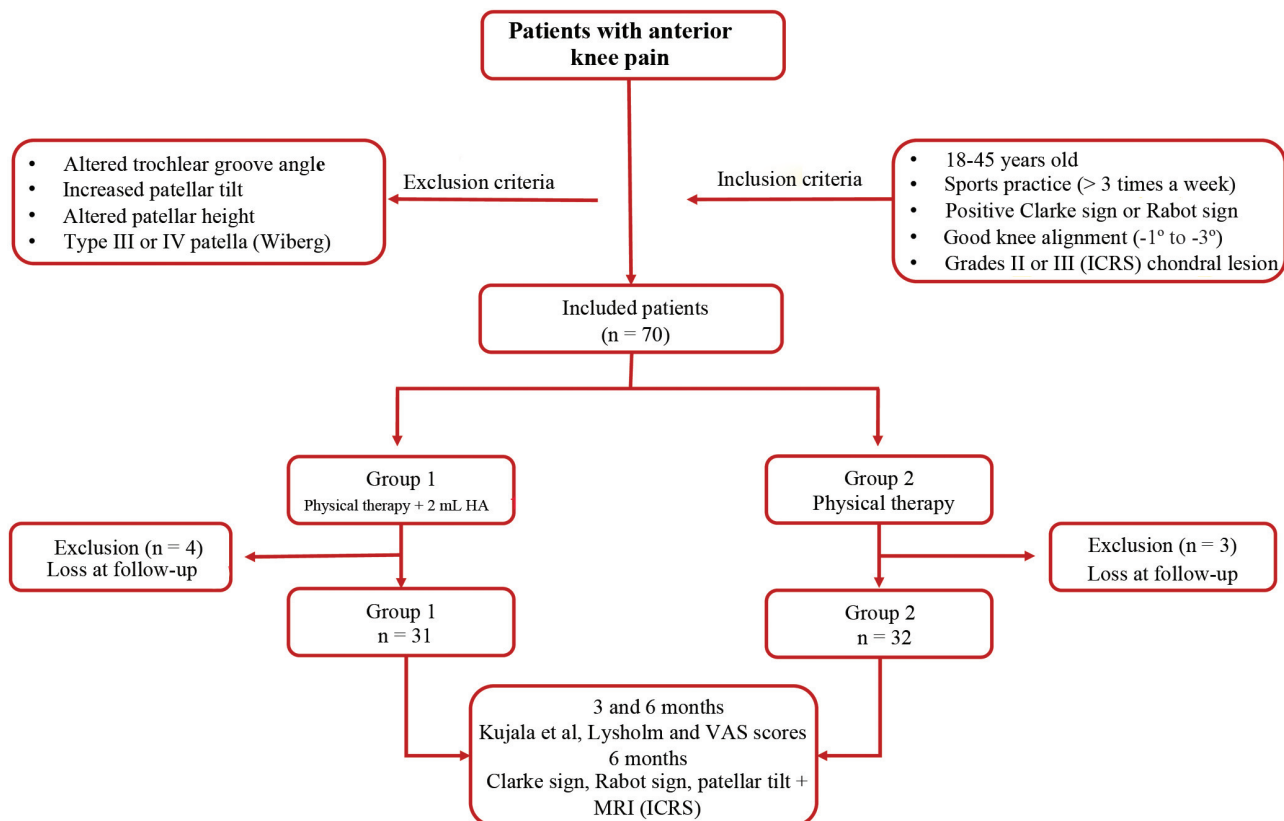 Patients with anterior
knee pain
• Altered trochlear groove angle
• Increased patellar tilt
• Altered patellar height
• Type III or IV patella (Wiberg)
Exclusion criteria
Inclusion criteria
• 18-45 years old
• Sports practice (> 3 times a week)
• Positive Clarke sign or Rabot sign
• Good knee alignment (-1º to -3º)
• Grades II or III (ICRS) chondral lesion
Included patients
(n = 70)
Group 1
Physical therapy + 2 mL HA
Group 2
Physical therapy
Exclusion (n = 4)
Loss at follow-up
Exclusion (n = 3)
Loss at follow-up
Group 1
n = 31
Group 2
n = 32
3 and 6 months
Kujala et al, Lysholm and VAS scores
6 months
Clarke sign, Rabot sign, patellar tilt +
MRI (ICRS)